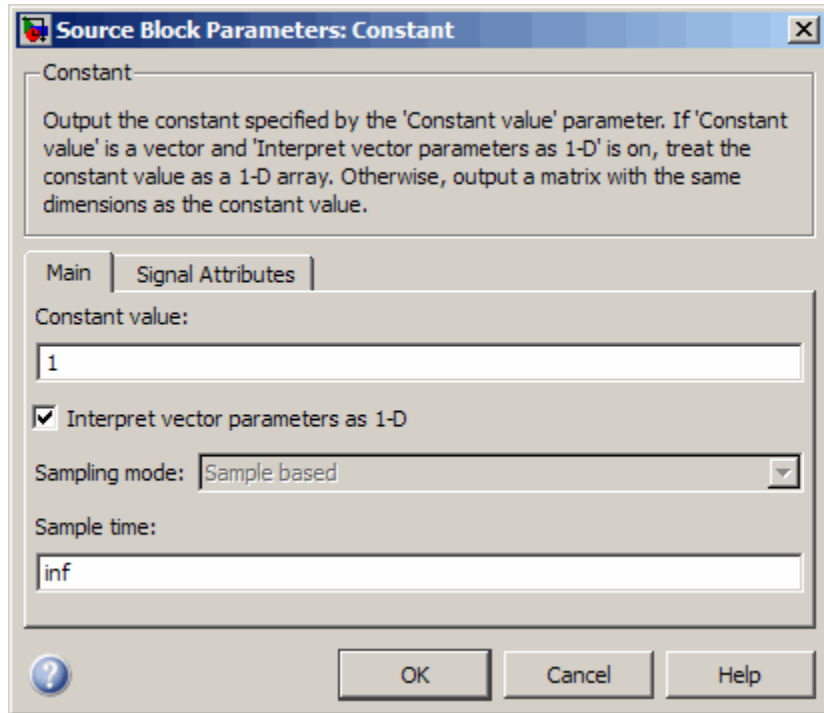 Source Block Parameters: Constant
Constant
Output the constant specified by the 'Constant value' parameter. If 'Constant
value' is a vector and 'Interpret vector parameters as 1-D' is on, treat the
constant value as a 1-D array. Otherwise, output a matrix with the same
dimensions as the constant value.
Main Signal Attributes
Constant value:
1
Interpret vector parameters as 1-D
Sampling mode: Sample based
Sample time:
inf
? OK Cancel Help